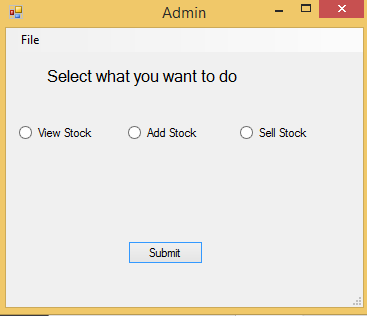 Admin
File
Select what you want to do
View Stock Add Stock Sell Stock
Submit